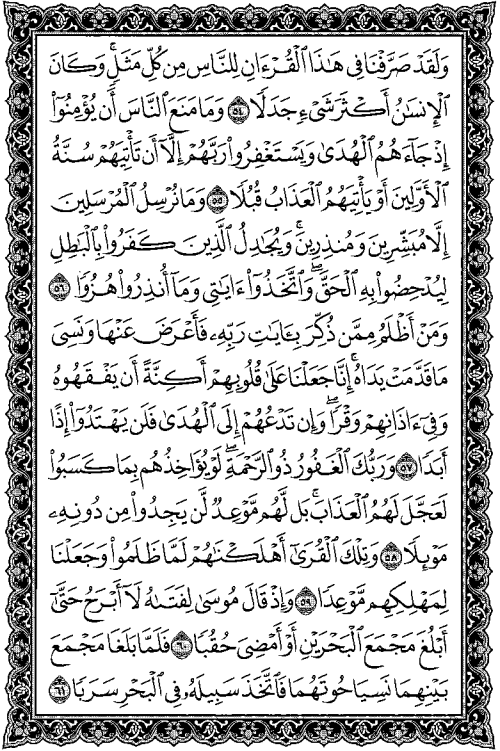 وَلَقَدْ صَرَّفْنَا فِي هَٰذَا ٱلْقُرْءَانِ لِلنَّاسِ مِن كُلِّ مَثَلٍۚ وَكَانَ
ٱلْإِنسَٰنُ أَكْثَرَ شَىْءٍ جَدَلًا ٥٤ وَمَا مَنَعَ ٱلنَّاسَ أَن يُؤْمِنُوٓا۟
إِذْ جَآءَهُمُ ٱلْهُدَىٰ وَيَسْتَغْفِرُوا۟ رَبَّهُمْ إِلَّآ أَن تَأْتِيَهُمْ سُنَّةُ
ٱلْأَوَّلِينَ أَوْ يَأْتِيَهُمُ ٱلْعَذَابُ قُبُلًا ٥٥ وَمَا نُرْسِلُ ٱلْمُرْسَلِينَ
إِلَّا مُبَشِّرِينَ وَمُنذِرِينَۚ وَيُجَٰدِلُ ٱلَّذِينَ كَفَرُوا۟ بِٱلْبَٰطِلِ
لِيُدْحِضُوا۟ بِهِ ٱلْحَقَّۖ وَٱتَّخَذُوٓا۟ ءَايَٰتِى وَمَآ أُنذِرُوا۟ هُزُوًا ٥٦
وَمَنْ أَظْلَمُ مِمَّن ذُكِّرَ بِـَٔايَٰتِ رَبِّهِۦ فَأَعْرَضَ عَنْهَا وَنَسِىَ
مَا قَدَّمَتْ يَدَاهُۚ إِنَّا جَعَلْنَا عَلَىٰ قُلُوبِهِمْ أَكِنَّةً أَن يَفْقَهُوهُ
وَفِىٓ ءَاذَانِهِمْ وَقْرًاۖ وَإِن تَدْعُهُمْ إِلَى ٱلْهُدَىٰ فَلَن يَهْتَدُوٓا۟ إِذًا
أَبَدًا ٥٧ وَرَبُّكَ ٱلْغَفُورُ ذُو ٱلرَّحْمَةِۖ لَوْ يُؤَاخِذُهُم بِمَا كَسَبُوا۟
لَعَجَّلَ لَهُمُ ٱلْعَذَابَۚ بَل لَّهُم مَّوْعِدٌ لَّن يَجِدُوا۟ مِن دُونِهِۦ
مَوْئِلًا ٥٨ وَتِلْكَ ٱلْقُرَىٰٓ أَهْلَكْنَٰهُمْ لَمَّا ظَلَمُوا۟ وَجَعَلْنَا
لِمَهْلِكِهِم مَّوْعِدًا ٥٩ وَإِذْ قَالَ مُوسَىٰ لِفَتَىٰهُ لَآ أَبْرَحُ حَتَّىٰٓ
أَبْلُغَ مَجْمَعَ ٱلْبَحْرَيْنِ أَوْ أَمْضِىَ حُقُبًا ٦٠ فَلَمَّا بَلَغَا مَجْمَعَ
بَيْنِهِمَا نَسِيَا حُوتَهُمَا فَٱتَّخَذَ سَبِيلَهُۥ فِى ٱلْبَحْرِ سَرَبًا ٦١